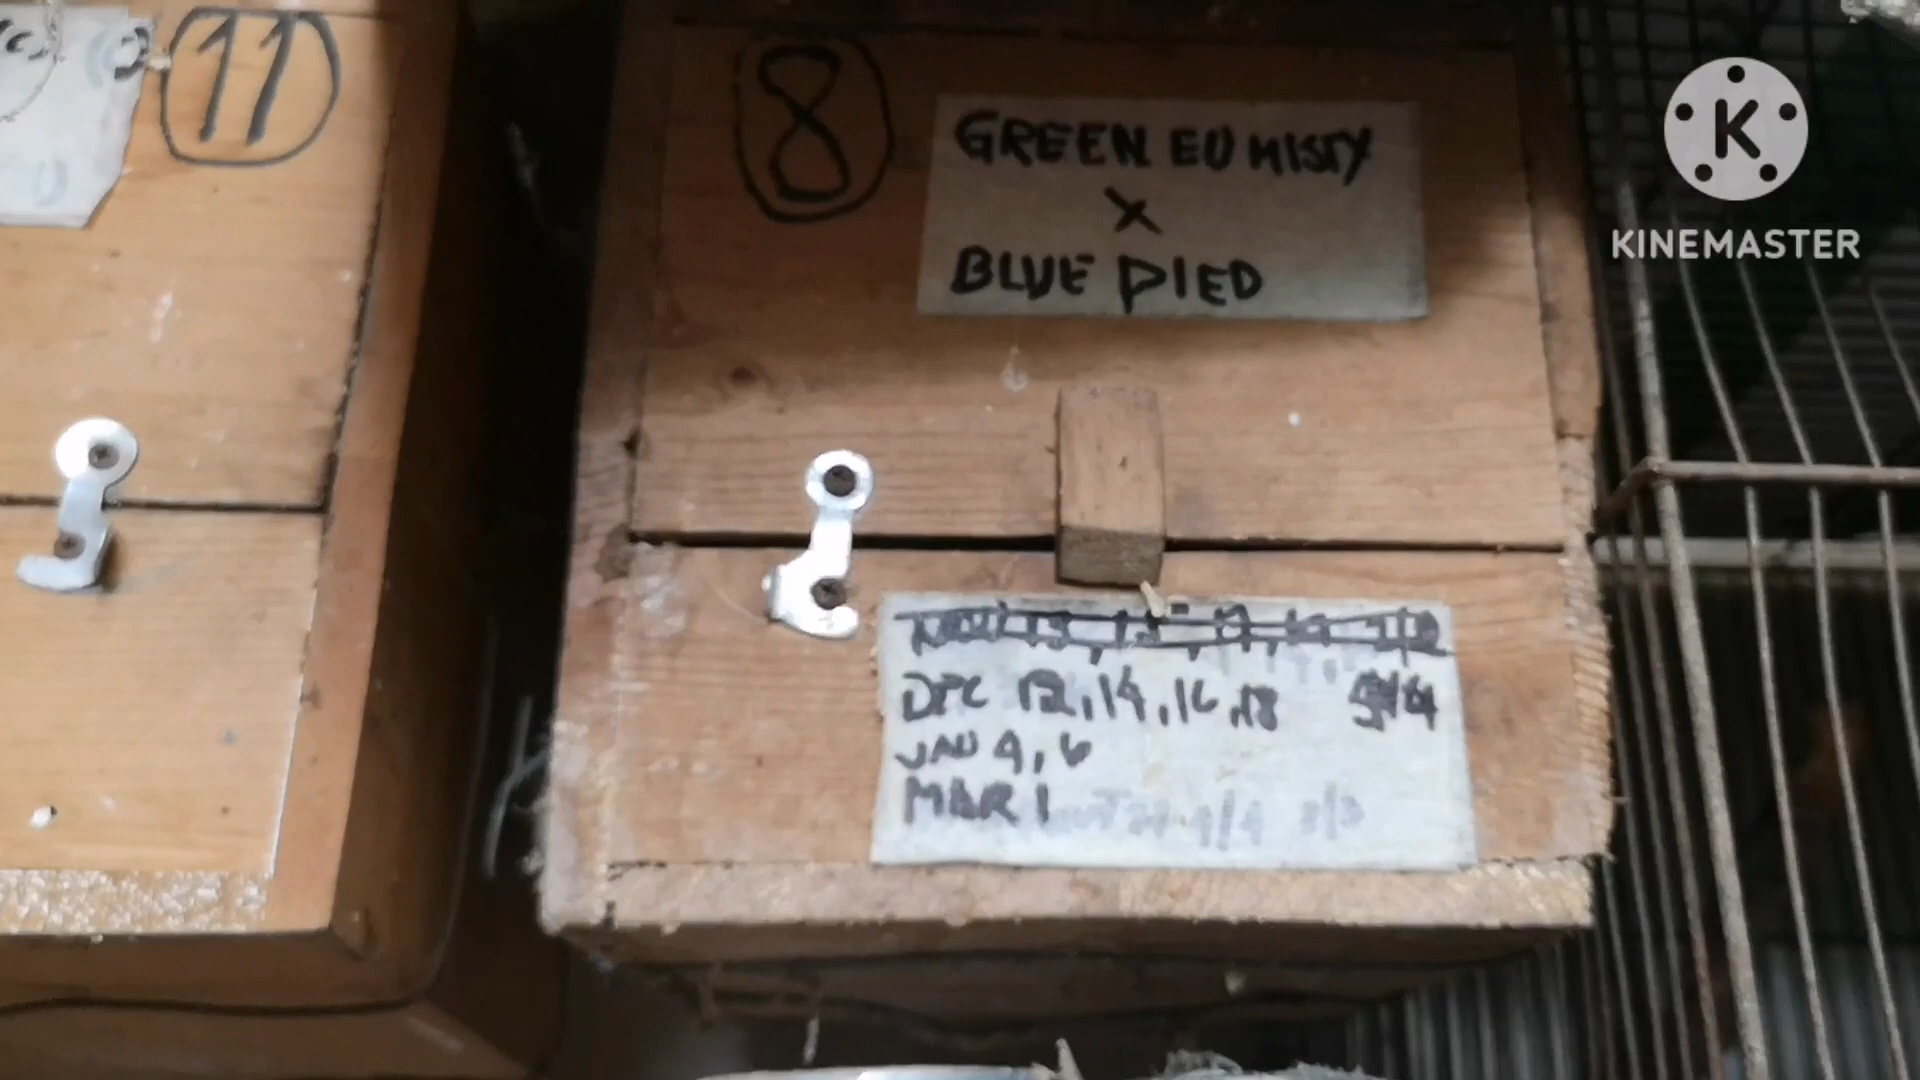 11
8
GREEN EU MISTY
X
BLUE PIED
DEC 12, 14, 16, 18
JAN 4, 6
MAR 1
K
KINEMASTER